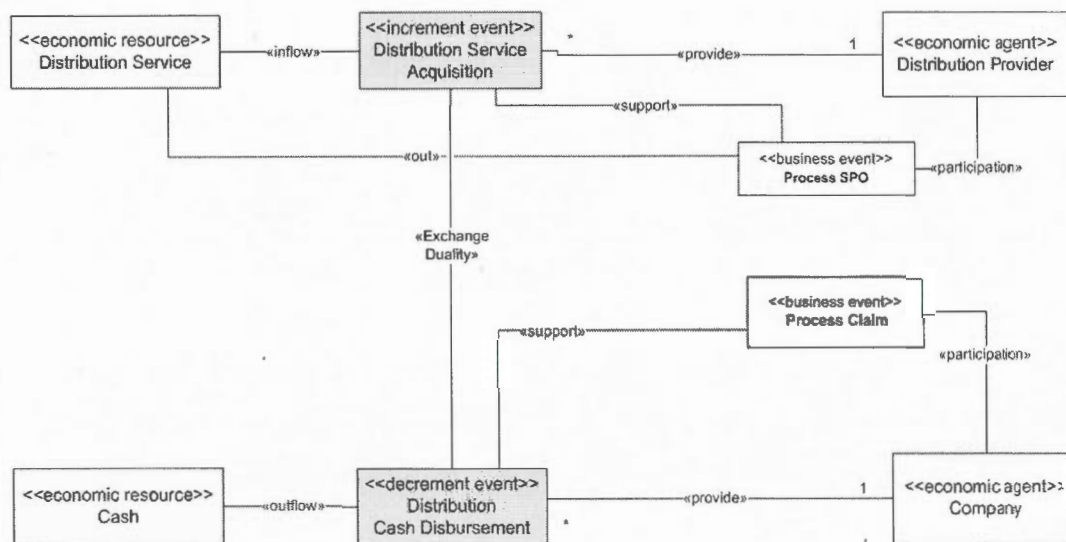 <<economic resource>>
Distribution Service
«inflow»
<<increment event>>
Distribution Service
Acquisition
*
«provide»
1
<<economic agent>>
Distribution Provider
«support»
«out»
<<business event>>
Process SPO
«participation»
«Exchange
Duality»
<<business event>>
Process Claim
«support»
«participation»
<<economic resource>>
Cash
«outflow»
<<decrement event>>
Distribution
Cash Disbursement
«provide»
1
*
<<economic agent>>
Company